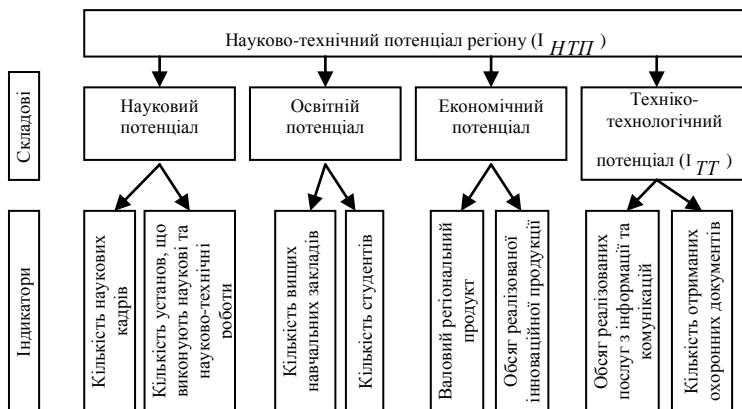 Науково-технічний потенціал регіону (І НТП )
Складові
Науковий
потенціал
Освітній
потенціал
Економічний
потенціал
Техніко-
технологічний
потенціал (І ТТ )
Індикатори
Кількість наукових
кадрів
Кількість установ, що
виконують наукові та
науково-технічні
роботи
Кількість вищих
навчальних закладів
Кількість студентів
Валовий регіональний
продукт
Обсяг реалізованої
інноваційної продукції
Обсяг реалізованих
послуг з інформації та
комунікацій
Кількість отриманих
охоронних документів